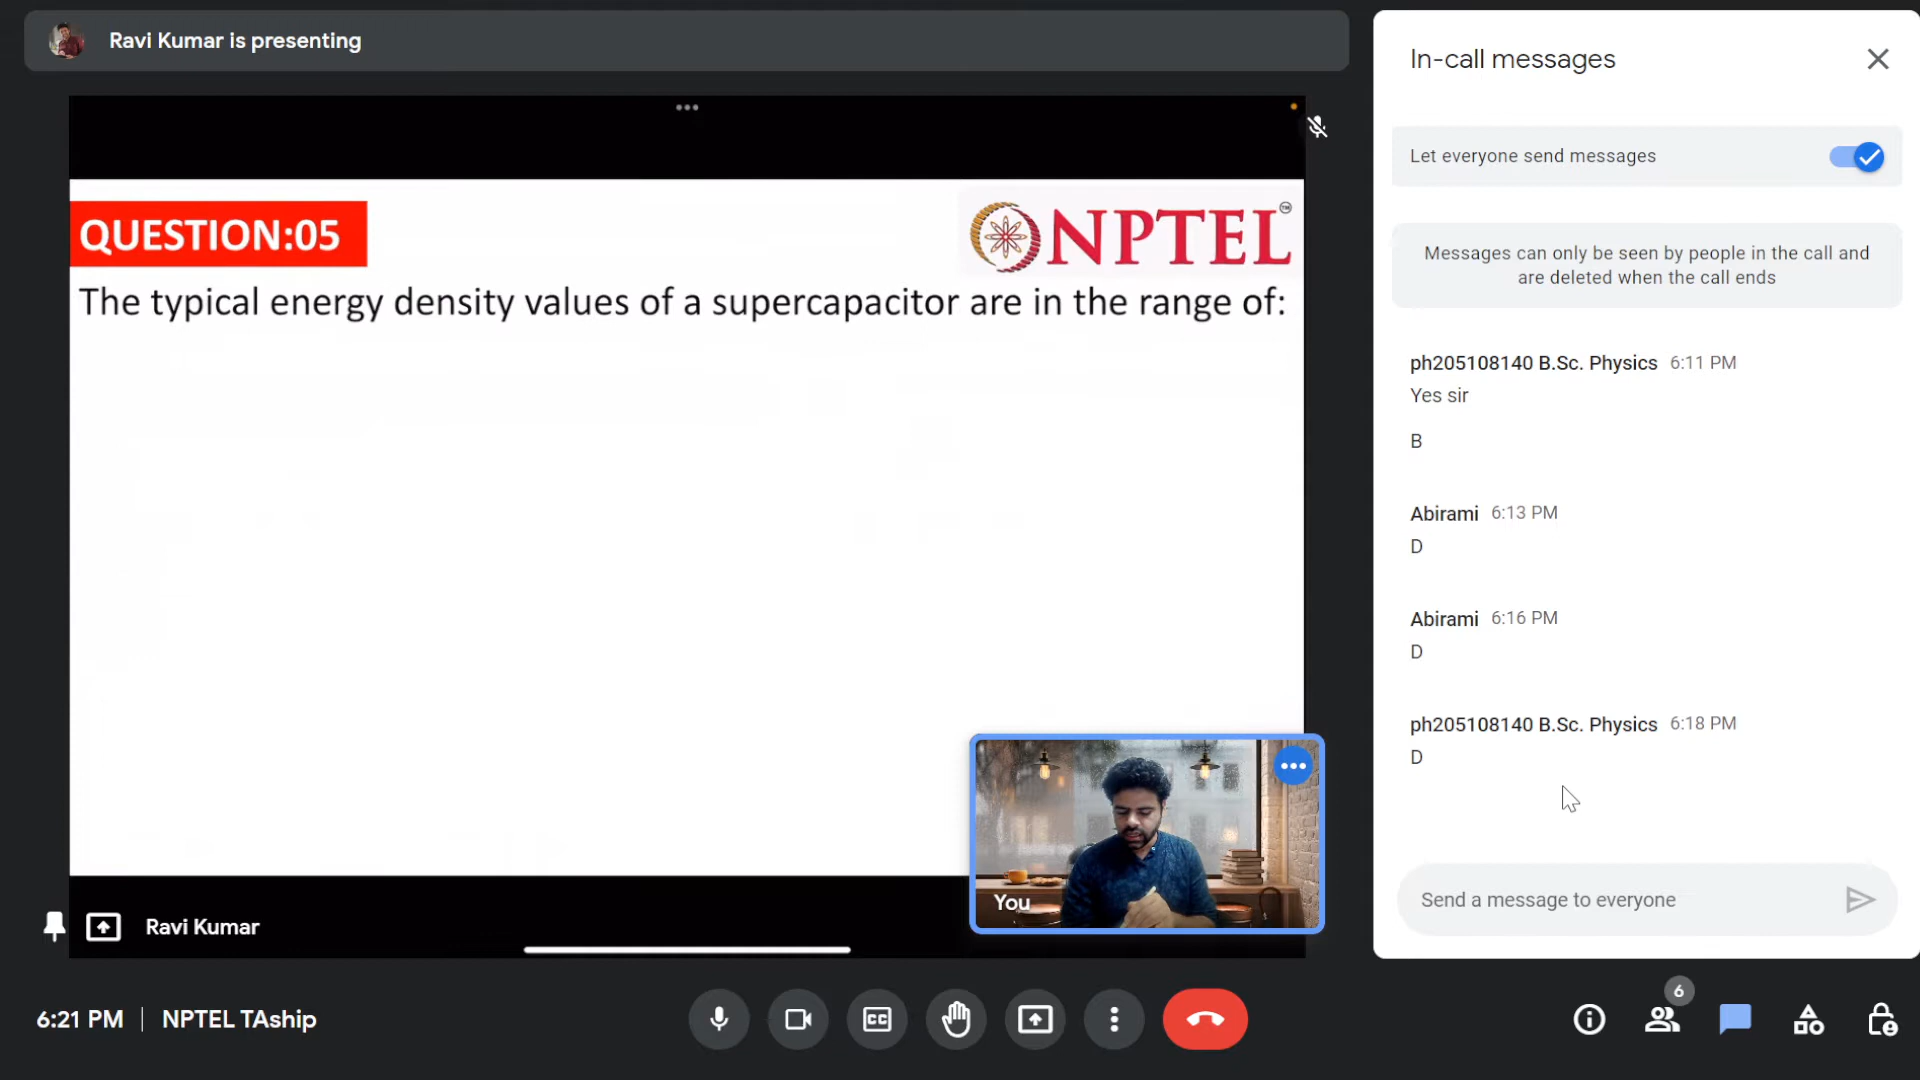 Ravi Kumar is presenting
QUESTION:05
NPTEL
TM
The typical energy density values of a supercapacitor are in the range of:
You
Ravi Kumar
6:21 PM | NPTEL TAship
CC
6
In-call messages
Let everyone send messages
Messages can only be seen by people in the call and
are deleted when the call ends
ph205108140 B.Sc. Physics 6:11 PM
Yes sir
B
Abirami 6:13 PM
D
Abirami 6:16 PM
D
ph205108140 B.Sc. Physics 6:18 PM
D
Send a message to everyone